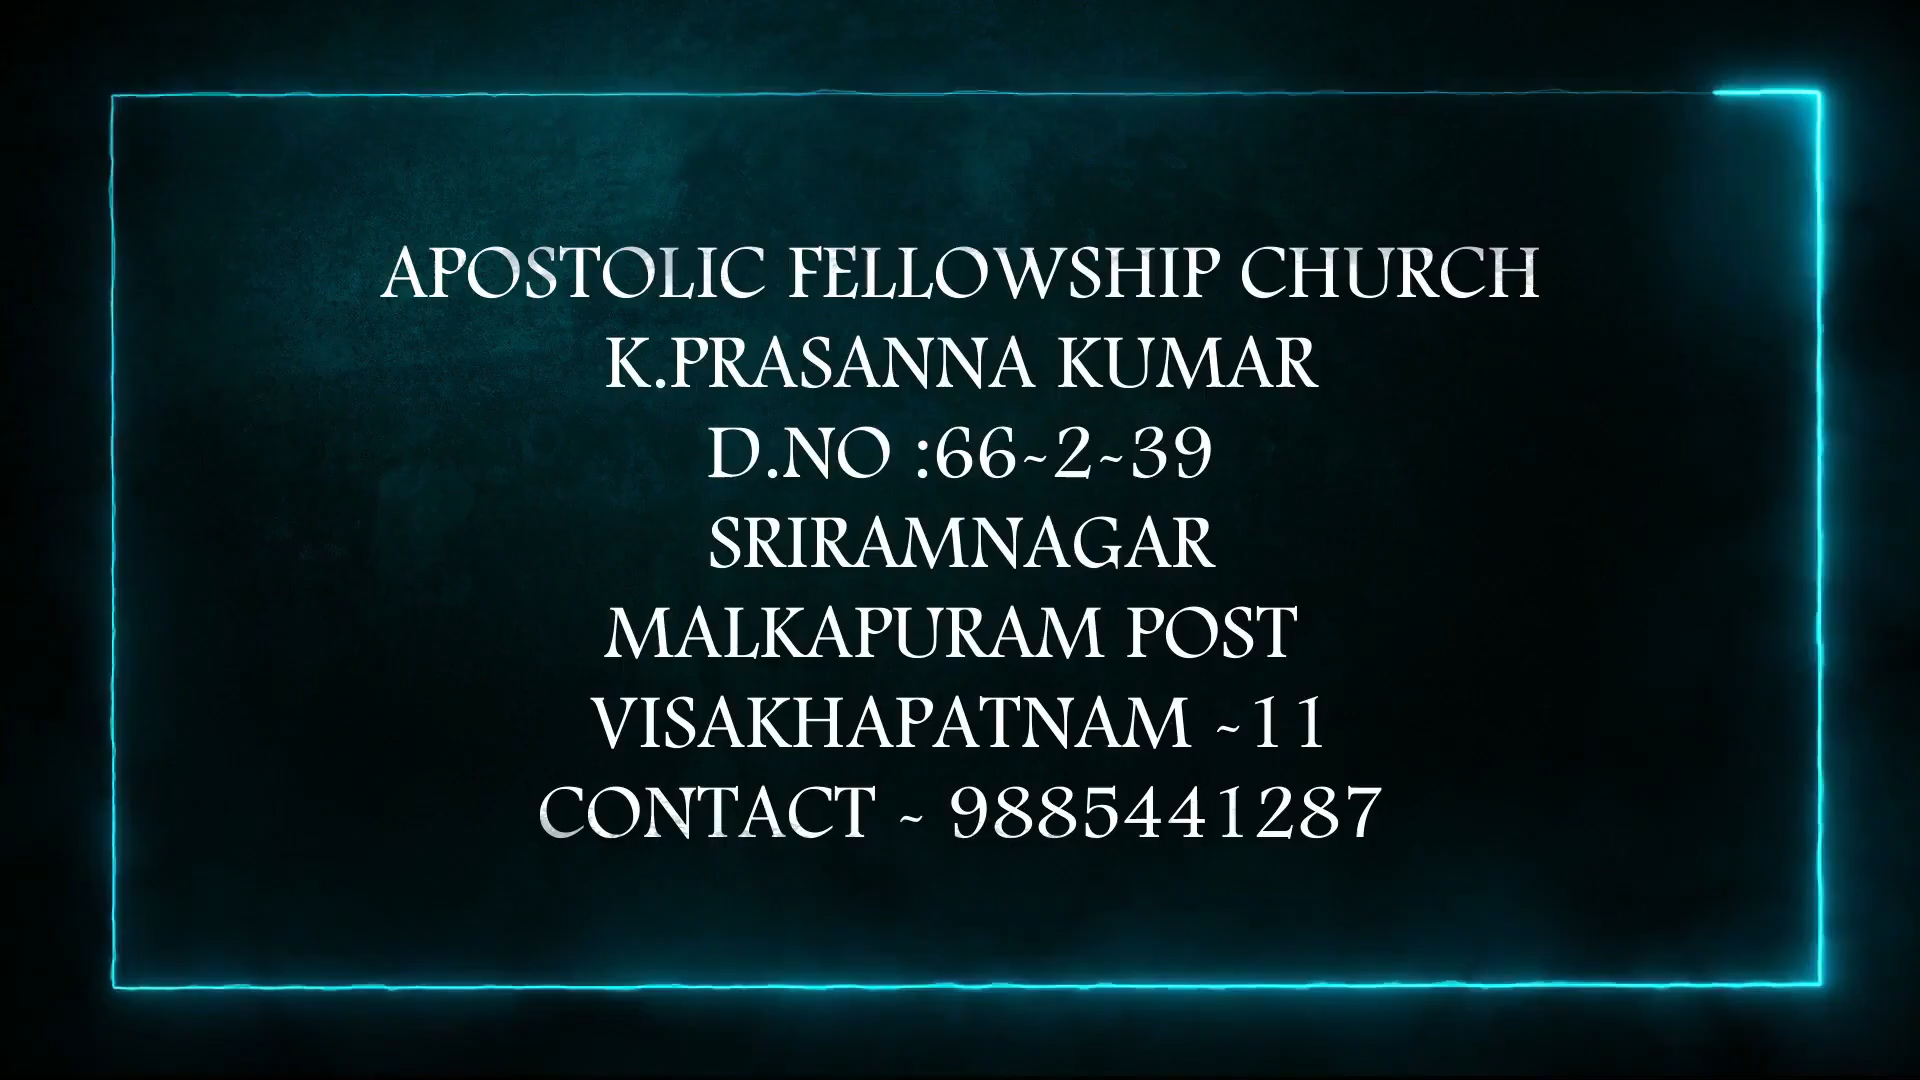 APOSTOLIC FELLOWSHIP CHURCH
K.PRASANNA KUMAR
D.NO :66-2-39
SRIRAMNAGAR
MALKAPURAM POST
VISAKHAPATNAM -11
CONTACT - 9885441287